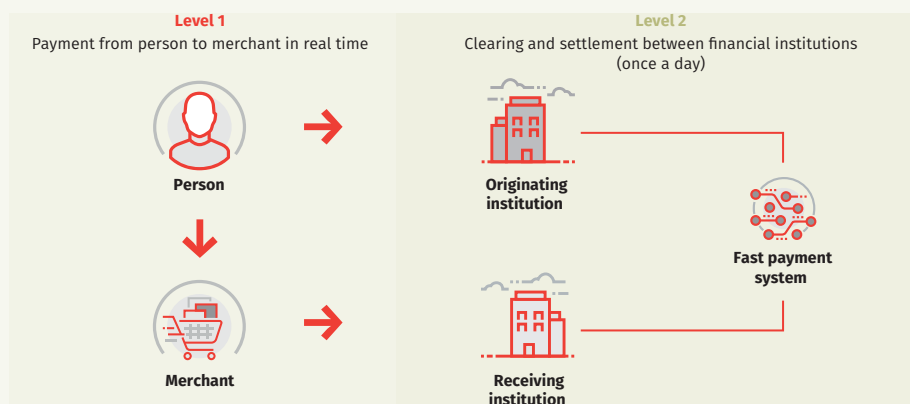 Level 1
Payment from person to merchant in real time
Person
Merchant
Level 2
Clearing and settlement between financial institutions
(once a day)
Originating
institution
Fast payment
system
Receiving
institution